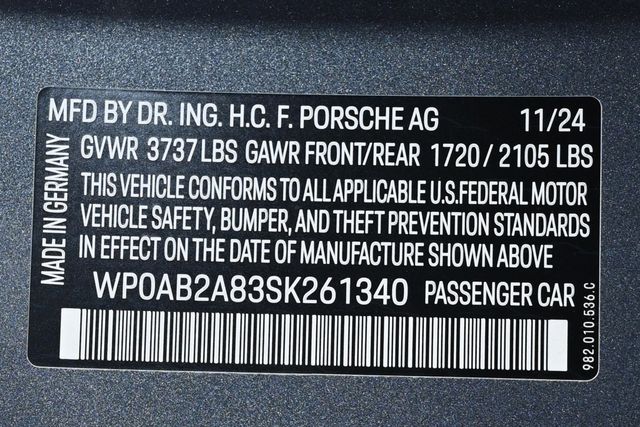 MFD BY DR. ING. H.C. F. PORSCHE AG 11/24
GVWR 3737 LBS GAWR FRONT/REAR 1720 / 2105 LBS
THIS VEHICLE CONFORMS TO ALL APPLICABLE U.S.FEDERAL MOTOR
VEHICLE SAFETY, BUMPER, AND THEFT PREVENTION STANDARDS
IN EFFECT ON THE DATE OF MANUFACTURE SHOWN ABOVE
WP0AB2A83SK261340 PASSENGER CAR
MADE IN GERMANY
982.010.536.C